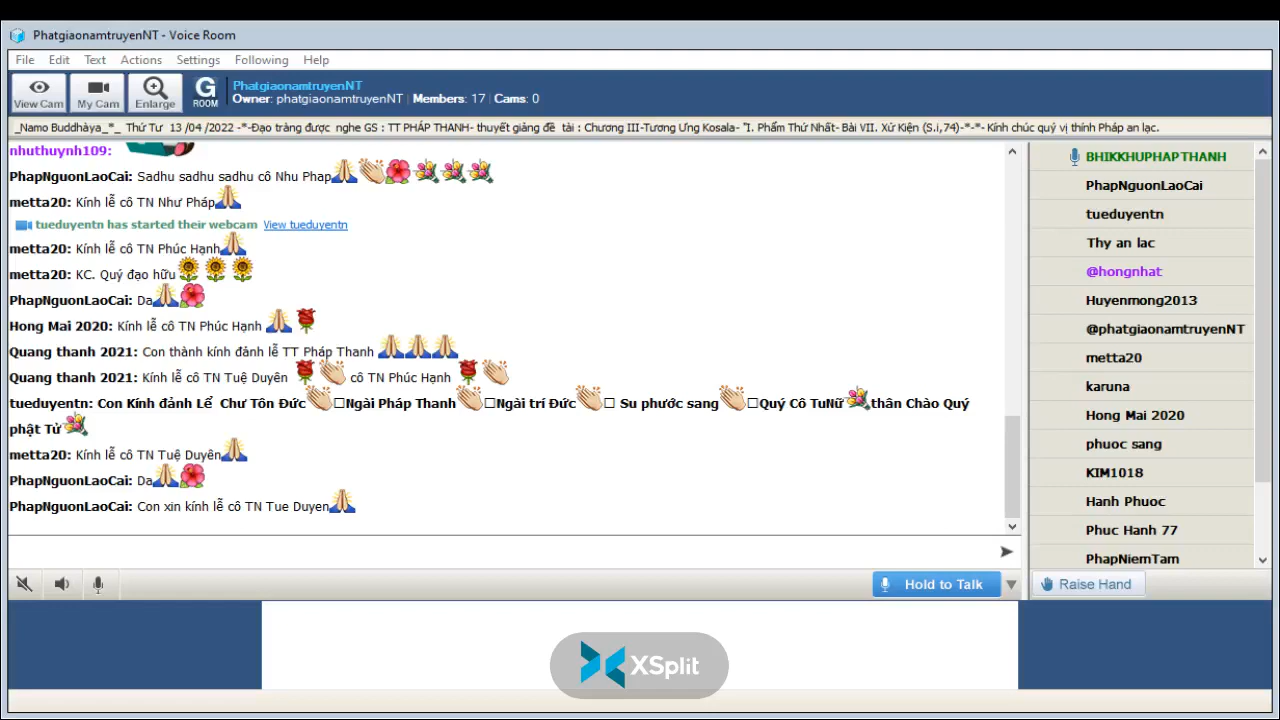 PhatgiaonamtruyenNT - Voice Room
File Edit Text Actions Settings Following Help
View Cam My Cam Enlarge G ROOM
PhatgiaonamtruyenNT
Owner: phatgiaonamtruyenNT | Members: 17 | Cams: 0
_Namo Buddhàya_*_ Thứ Tư 13 /04 /2022 -*-Đạo tràng được nghe GS : TT PHÁP THANH- thuyết giảng đề tài : Chương III-Tương Ưng Kosala- "I. Phẩm Thứ Nhất- Bài VII. Xử Kiện (S.i,74)-*-*- Kính chúc quý vị thính Pháp an lạc.
nhuthuynh109:
PhapNguonLaoCai: Sadhu sadhu sadhu cô Nhu Phap
metta20: Kính lễ cô TN Như Pháp
tueduyentn has started their webcam View tueduyentn
metta20: Kính lễ cô TN Phúc Hạnh
metta20: KC. Quý đạo hữu
PhapNguonLaoCai: Da
Hong Mai 2020: Kính lễ cô TN Phúc Hạnh
Quang thanh 2021: Con thành kính đảnh lễ TT Pháp Thanh
Quang thanh 2021: Kính lễ cô TN Tuệ Duyên cô TN Phúc Hạnh
tueduyentn: Con Kính đảnh Lể Chư Tôn Đức Ngài Pháp Thanh Ngài trí Đức Su phước sang Quý Cô TuNữ thân Chào Quý
phật Tử
metta20: Kính lễ cô TN Tuệ Duyên
PhapNguonLaoCai: Da
PhapNguonLaoCai: Con xin kính lễ cô TN Tue Duyen
BHIKKHUPHAPTHANH
PhapNguonLaoCai
tueduyentn
Thy an lac
@hongnhat
Huyenmong2013
@phatgiaonamtruyenNT
metta20
karuna
Hong Mai 2020
phuoc sang
KIM1018
Hanh Phuoc
Phuc Hanh 77
PhapNiemTam
Hold to Talk
Raise Hand
XSplit